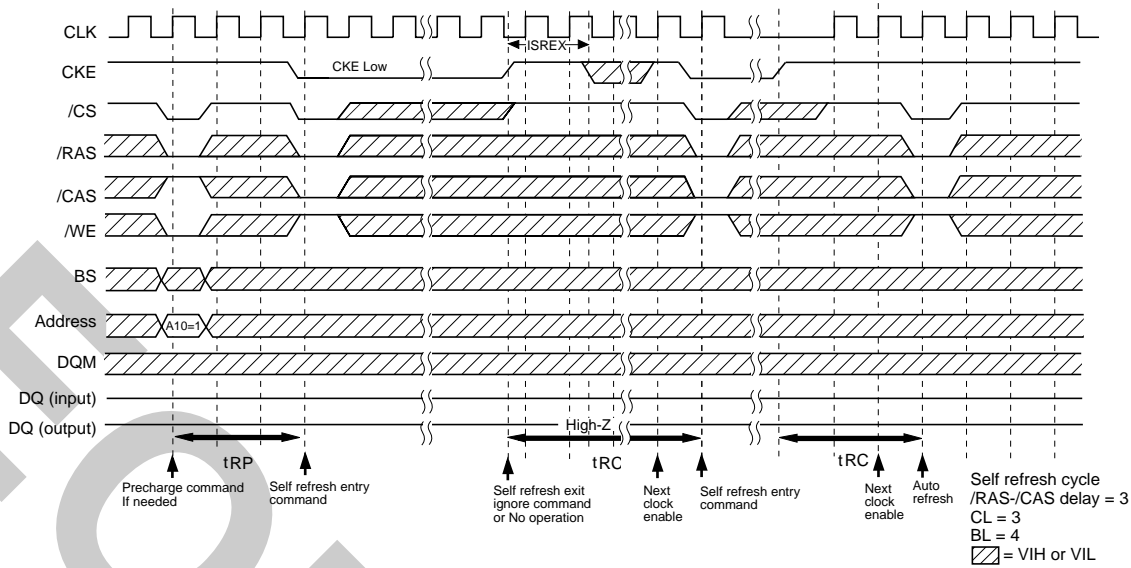 CLK
ISREX
CKE
CKE Low
/CS
/RAS
/CAS
/WE
BS
Address
A10=1
DQM
DQ (input)
DQ (output)
High-Z
tRP
tRC
tRC
Precharge command
If needed
Self refresh entry
command
Self refresh exit
ignore command
or No operation
Next
clock
enable
Self refresh entry
command
Next
clock
enable
Auto
refresh
Self refresh cycle
/RAS-/CAS delay = 3
CL = 3
BL = 4
= VIH or VIL